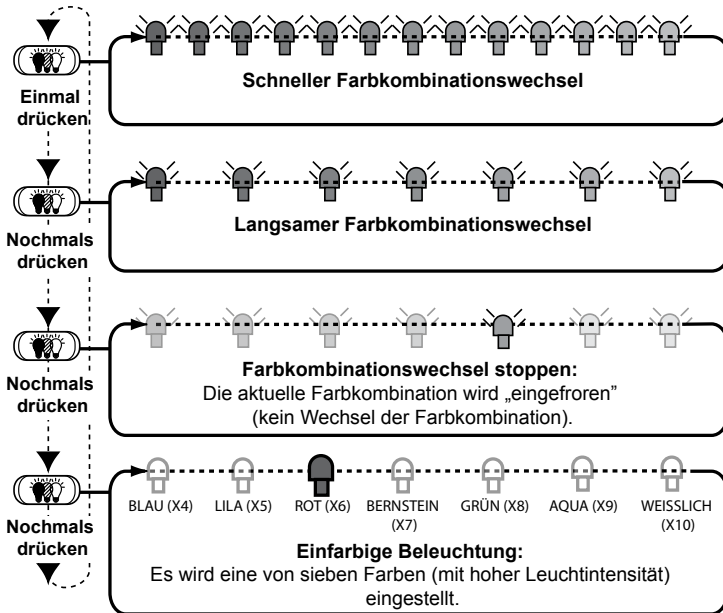 Einmal
drücken
Schneller Farbkombinationswechsel
Nochmals
drücken
Langsamer Farbkombinationswechsel
Nochmals
drücken
Farbkombinationswechsel stoppen:
Die aktuelle Farbkombination wird „eingefroren”
(kein Wechsel der Farbkombination).
Nochmals
drücken
BLAU (X4) LILA (X5) ROT (X6) BERNSTEIN (X7) GRÜN (X8) AQUA (X9) WEISSLICH (X10)
Einfarbige Beleuchtung:
Es wird eine von sieben Farben (mit hoher Leuchtintensität)
eingestellt.